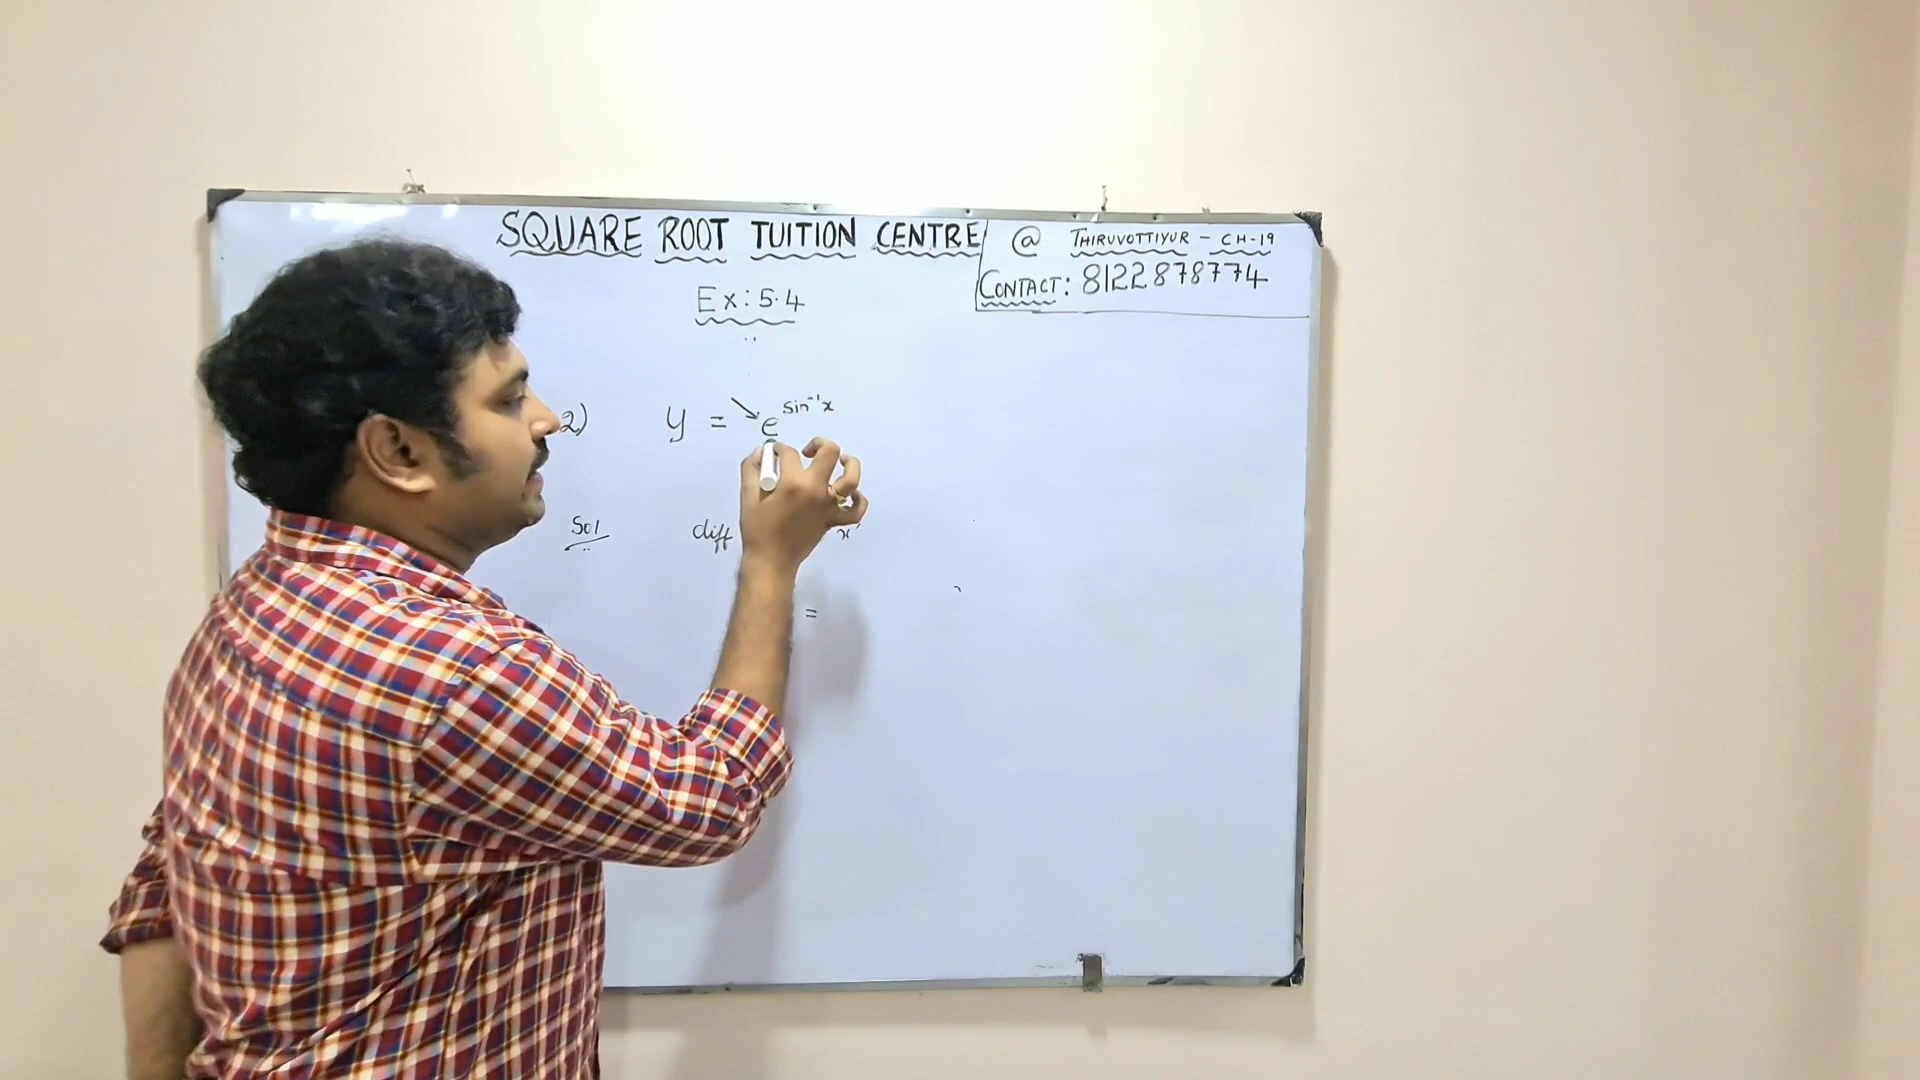 SQUARE ROOT TUITION CENTRE @ THIRUVOTTIYUR - CH-19
CONTACT: 8122878774
Ex: 5.4
2) y = e^sin⁻¹x
Sol diff x
=